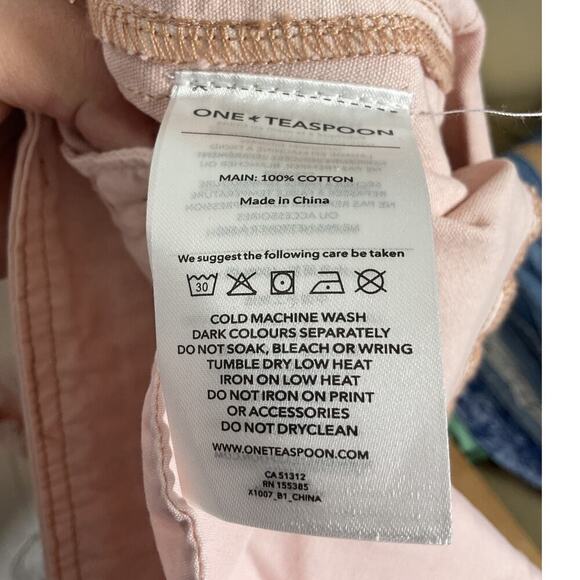 ONE TEASPOON
MAIN: 100% COTTON
Made in China
We suggest the following care be taken
30
COLD MACHINE WASH
DARK COLOURS SEPARATELY
DO NOT SOAK, BLEACH OR WRING
TUMBLE DRY LOW HEAT
IRON ON LOW HEAT
DO NOT IRON ON PRINT
OR ACCESSORIES
DO NOT DRYCLEAN
WWW.ONETEASPOON.COM
CA 51312
RN 155385
X1007_B1_CHINA